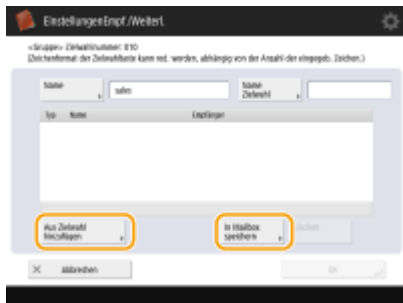 Einstellungen Empf./Weiterl.
<Gruppe> Zielwahlnummer: 010
(Zeichenformat der Zielwahltaste kann red. werden, abhängig von der Anzahl der eingegeb. Zeichen.)
Name
sales
Name
Zielwahl
Typ Name Empfänger
Aus Zielwahl
hinzufügen
In Mailbox
speichern
Löschen
Abbrechen
OK